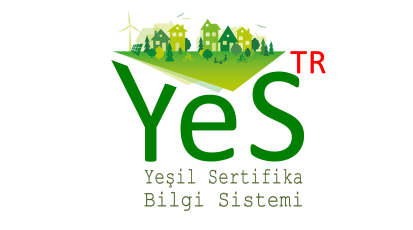 YeS TR
Yeşil Sertifika
Bilgi Sistemi